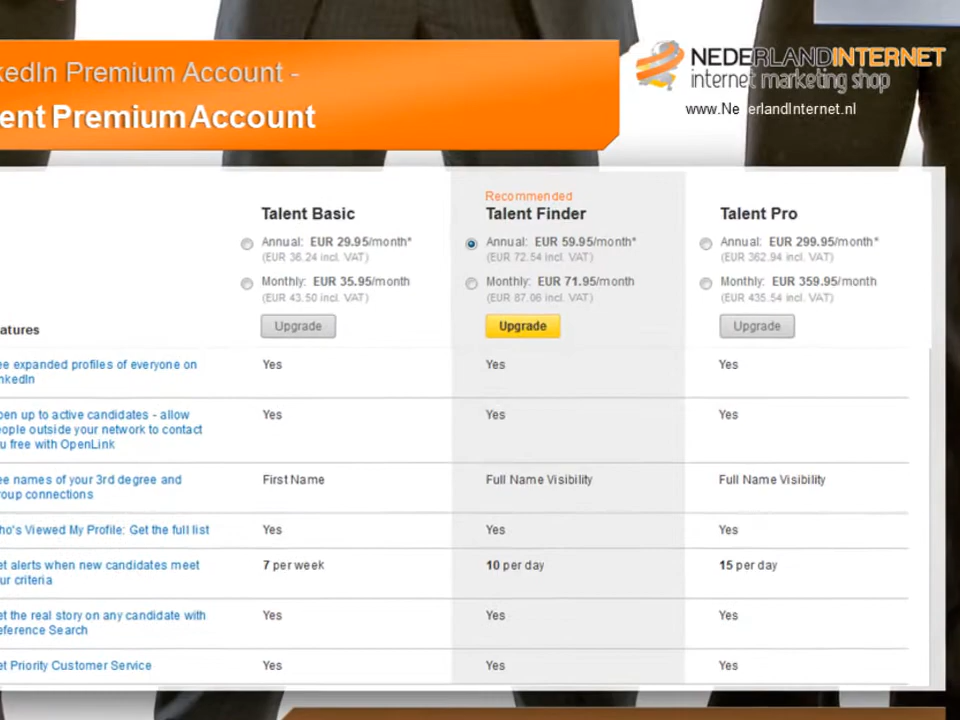 kedIn Premium Account -
ent Premium Account
NEDERLANDINTERNET
internet marketing shop
www.NederlandInternet.nl
Recommended
Talent Basic
Talent Finder
Talent Pro
Annual: EUR 29.95/month*
(EUR 36.24 incl. VAT)
Monthly: EUR 35.95/month
(EUR 43.50 incl. VAT)
Upgrade
Annual: EUR 59.95/month*
(EUR 72.54 incl. VAT)
Monthly: EUR 71.95/month
(EUR 87.06 incl. VAT)
Upgrade
Annual: EUR 299.95/month*
(EUR 362.94 incl. VAT)
Monthly: EUR 359.95/month
(EUR 435.54 incl. VAT)
Upgrade
atures
ee expanded profiles of everyone on
nkedIn
Yes
Yes
Yes
pen up to active candidates - allow
eople outside your network to contact
u free with OpenLink
Yes
Yes
Yes
ee names of your 3rd degree and
roup connections
First Name
Full Name Visibility
Full Name Visibility
ho's Viewed My Profile: Get the full list
Yes
Yes
Yes
et alerts when new candidates meet
ur criteria
7 per week
10 per day
15 per day
et the real story on any candidate with
eference Search
Yes
Yes
Yes
et Priority Customer Service
Yes
Yes
Yes